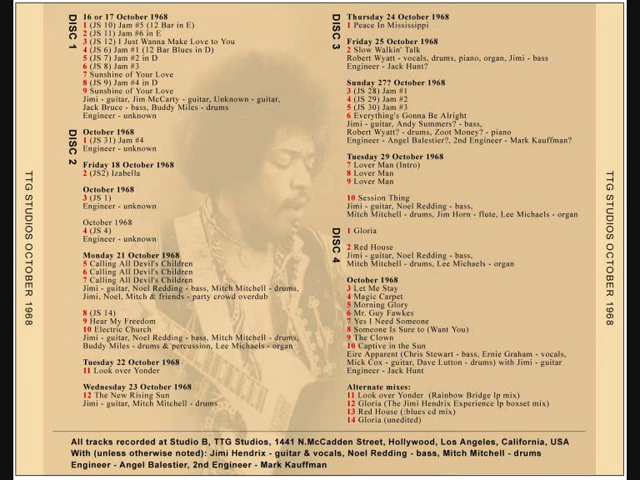 TTG STUDIOS OCTOBER 1968
DISC 1
16 or 17 October 1968
1 (JS 10) Jam #5 (12 Bar in E)
2 (JS 11) Jam #6 in E
3 (JS 12) I Just Wanna Make Love to You
4 (JS 6) Jam #1 (12 Bar Blues in D)
5 (JS 7) Jam #2 in D
6 (JS 8) Jam #3
7 Sunshine of Your Love
8 (JS 9) Jam #4 in D
9 Sunshine of Your Love
Jimi - guitar, Jim McCarty - guitar, Unknown - guitar,
Jack Bruce - bass, Buddy Miles - drums
Engineer - unknown
DISC 2
October 1968
1 (JS 31) Jam #4
Engineer - unknown
Friday 18 October 1968
2 (JS2) Izabella
October 1968
3 (JS 1)
Engineer - unknown
October 1968
4 (JS 4)
Engineer - unknown
Monday 21 October 1968
5 Calling All Devil's Children
6 Calling All Devil's Children
7 Calling All Devil's Children
Jimi - guitar, Noel Redding - bass, Mitch Mitchell - drums,
Jimi, Noel, Mitch & friends - party crowd overdub
8 (JS 14)
9 Hear My Freedom
10 Electric Church
Jimi - guitar, Noel Redding - bass, Mitch Mitchell - drums,
Buddy Miles - drums & percussion, Lee Michaels - organ
Tuesday 22 October 1968
11 Look over Yonder
Wednesday 23 October 1968
12 The New Rising Sun
Jimi - guitar, Mitch Mitchell - drums
DISC 3
Thursday 24 October 1968
1 Peace In Mississippi
Friday 25 October 1968
2 Slow Walkin' Talk
Robert Wyatt - vocals, drums, piano, organ, Jimi - bass
Engineer - Jack Hunt?
Sunday 27? October 1968
3 (JS 28) Jam #1
4 (JS 29) Jam #2
5 (JS 30) Jam #3
6 Everything's Gonna Be Alright
Jimi - guitar, Andy Summers? - bass,
Robert Wyatt? - drums, Zoot Money? - piano
Engineer - Angel Balestier?, 2nd Engineer - Mark Kauffman?
Tuesday 29 October 1968
7 Lover Man (Intro)
8 Lover Man
9 Lover Man
10 Session Thing
Jimi - guitar, Noel Redding - bass,
Mitch Mitchell - drums, Jim Horn - flute, Lee Michaels - organ
DISC 4
1 Gloria
2 Red House
Jimi - guitar, Noel Redding - bass,
Mitch Mitchell - drums, Lee Michaels - organ
October 1968
3 Let Me Stay
4 Magic Carpet
5 Morning Glory
6 Mr. Guy Fawkes
7 Yes I Need Someone
8 Someone Is Sure to (Want You)
9 The Clown
10 Captive in the Sun
Eire Apparent (Chris Stewart - bass, Ernie Graham - vocals,
Mick Cox - guitar, Dave Lutton - drums) with Jimi - guitar
Engineer - Jack Hunt
Alternate mixes:
11 Look over Yonder (Rainbow Bridge lp mix)
12 Gloria (The Jimi Hendrix Experience lp boxset mix)
13 Red House (:blues cd mix)
14 Gloria (unedited)
TTG STUDIOS OCTOBER 1968
All tracks recorded at Studio B, TTG Studios, 1441 N.McCadden Street, Hollywood, Los Angeles, California, USA
With (unless otherwise noted): Jimi Hendrix - guitar & vocals, Noel Redding - bass, Mitch Mitchell - drums
Engineer - Angel Balestier, 2nd Engineer - Mark Kauffman